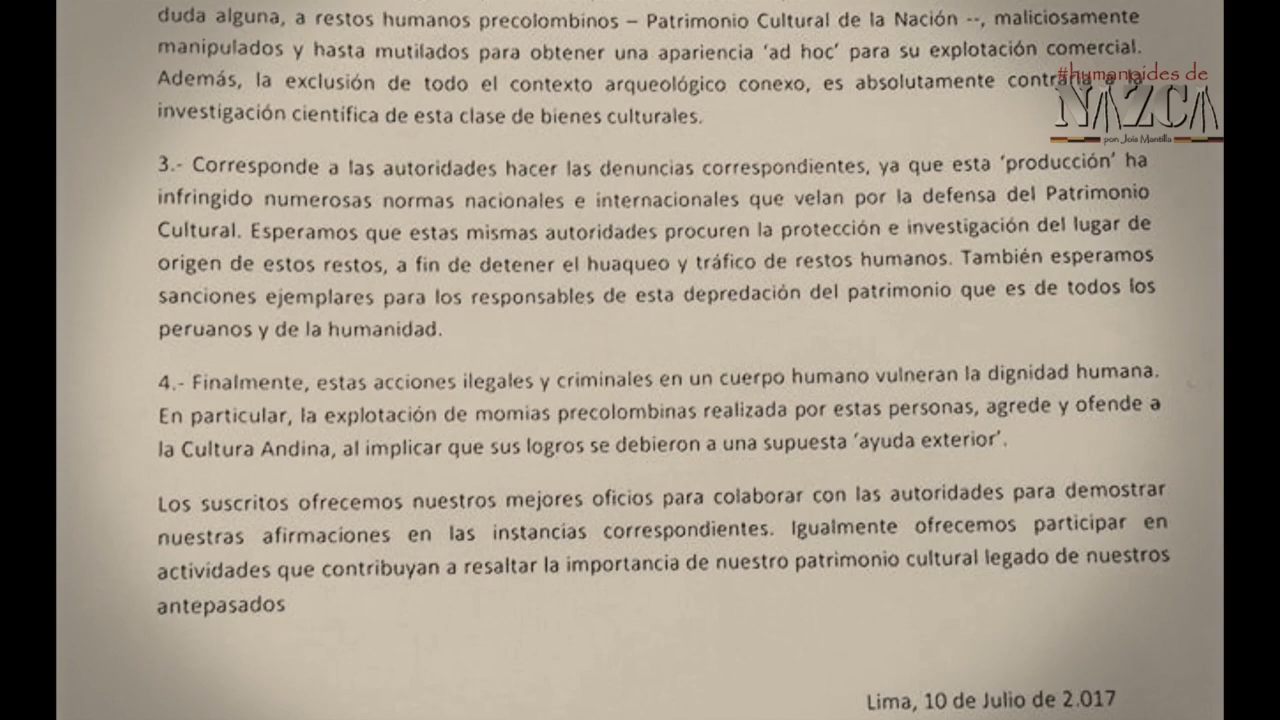 duda alguna, a restos humanos precolombinos – Patrimonio Cultural de la Nación --, maliciosamente
manipulados y hasta mutilados para obtener una apariencia 'ad hoc' para su explotación comercial.
Además, la exclusión de todo el contexto arqueológico conexo, es absolutamente contraria a la
investigación científica de esta clase de bienes culturales.
#humanoides de
NAZCA
por: Jois Mantilla
3.- Corresponde a las autoridades hacer las denuncias correspondientes, ya que esta 'producción' ha
infringido numerosas normas nacionales e internacionales que velan por la defensa del Patrimonio
Cultural. Esperamos que estas mismas autoridades procuren la protección e investigación del lugar de
origen de estos restos, a fin de detener el huaqueo y tráfico de restos humanos. También esperamos
sanciones ejemplares para los responsables de esta depredación del patrimonio que es de todos los
peruanos y de la humanidad.
4.- Finalmente, estas acciones ilegales y criminales en un cuerpo humano vulneran la dignidad humana.
En particular, la explotación de momias precolombinas realizada por estas personas, agrede y ofende a
la Cultura Andina, al implicar que sus logros se debieron a una supuesta 'ayuda exterior'.
Los suscritos ofrecemos nuestros mejores oficios para colaborar con las autoridades para demostrar
nuestras afirmaciones en las instancias correspondientes. Igualmente ofrecemos participar en
actividades que contribuyan a resaltar la importancia de nuestro patrimonio cultural legado de nuestros
antepasados
Lima, 10 de Julio de 2.017